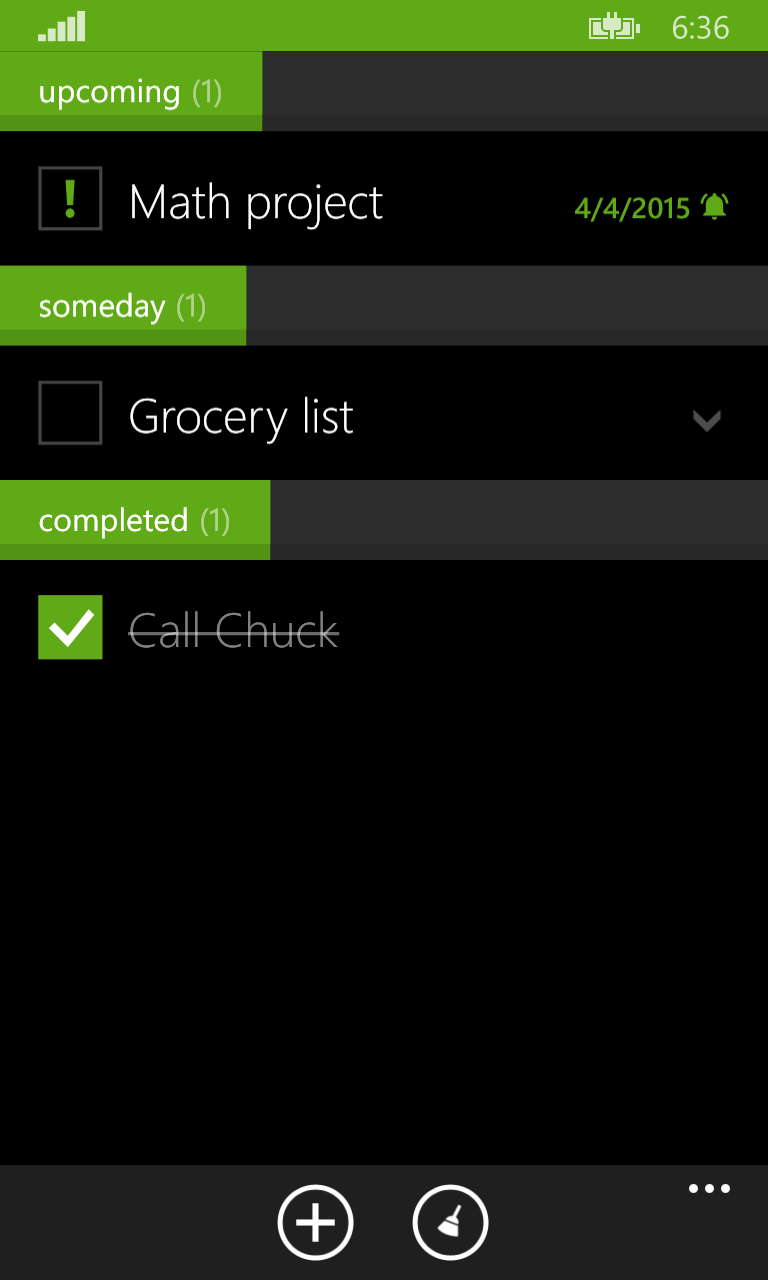 6:36
upcoming (1)
! Math project 4/4/2015
someday (1)
Grocery list
completed (1)
Call Chuck